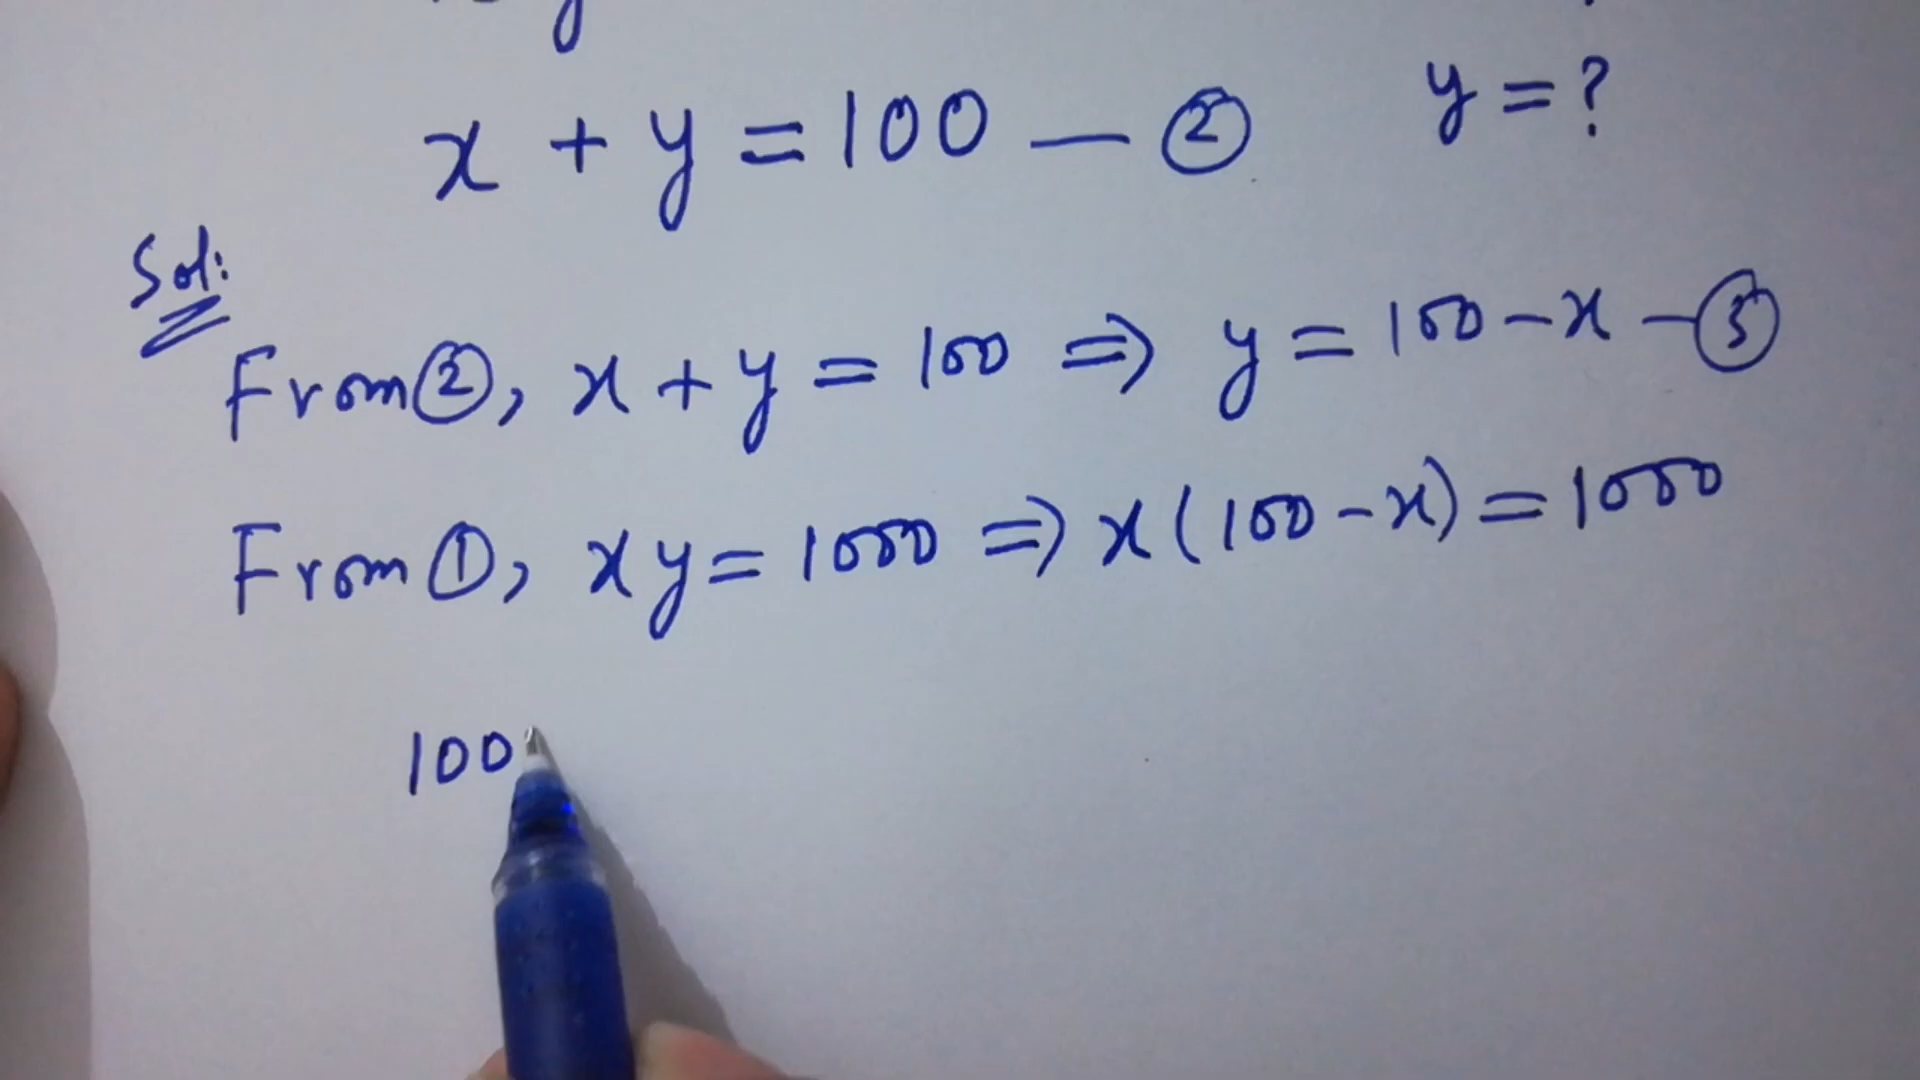 x + y = 100 — ②
y = ?
Sol:
From ②, x + y = 100 ⇒ y = 100 - x — ③
From ①, xy = 1000 ⇒ x(100 - x) = 1000
100